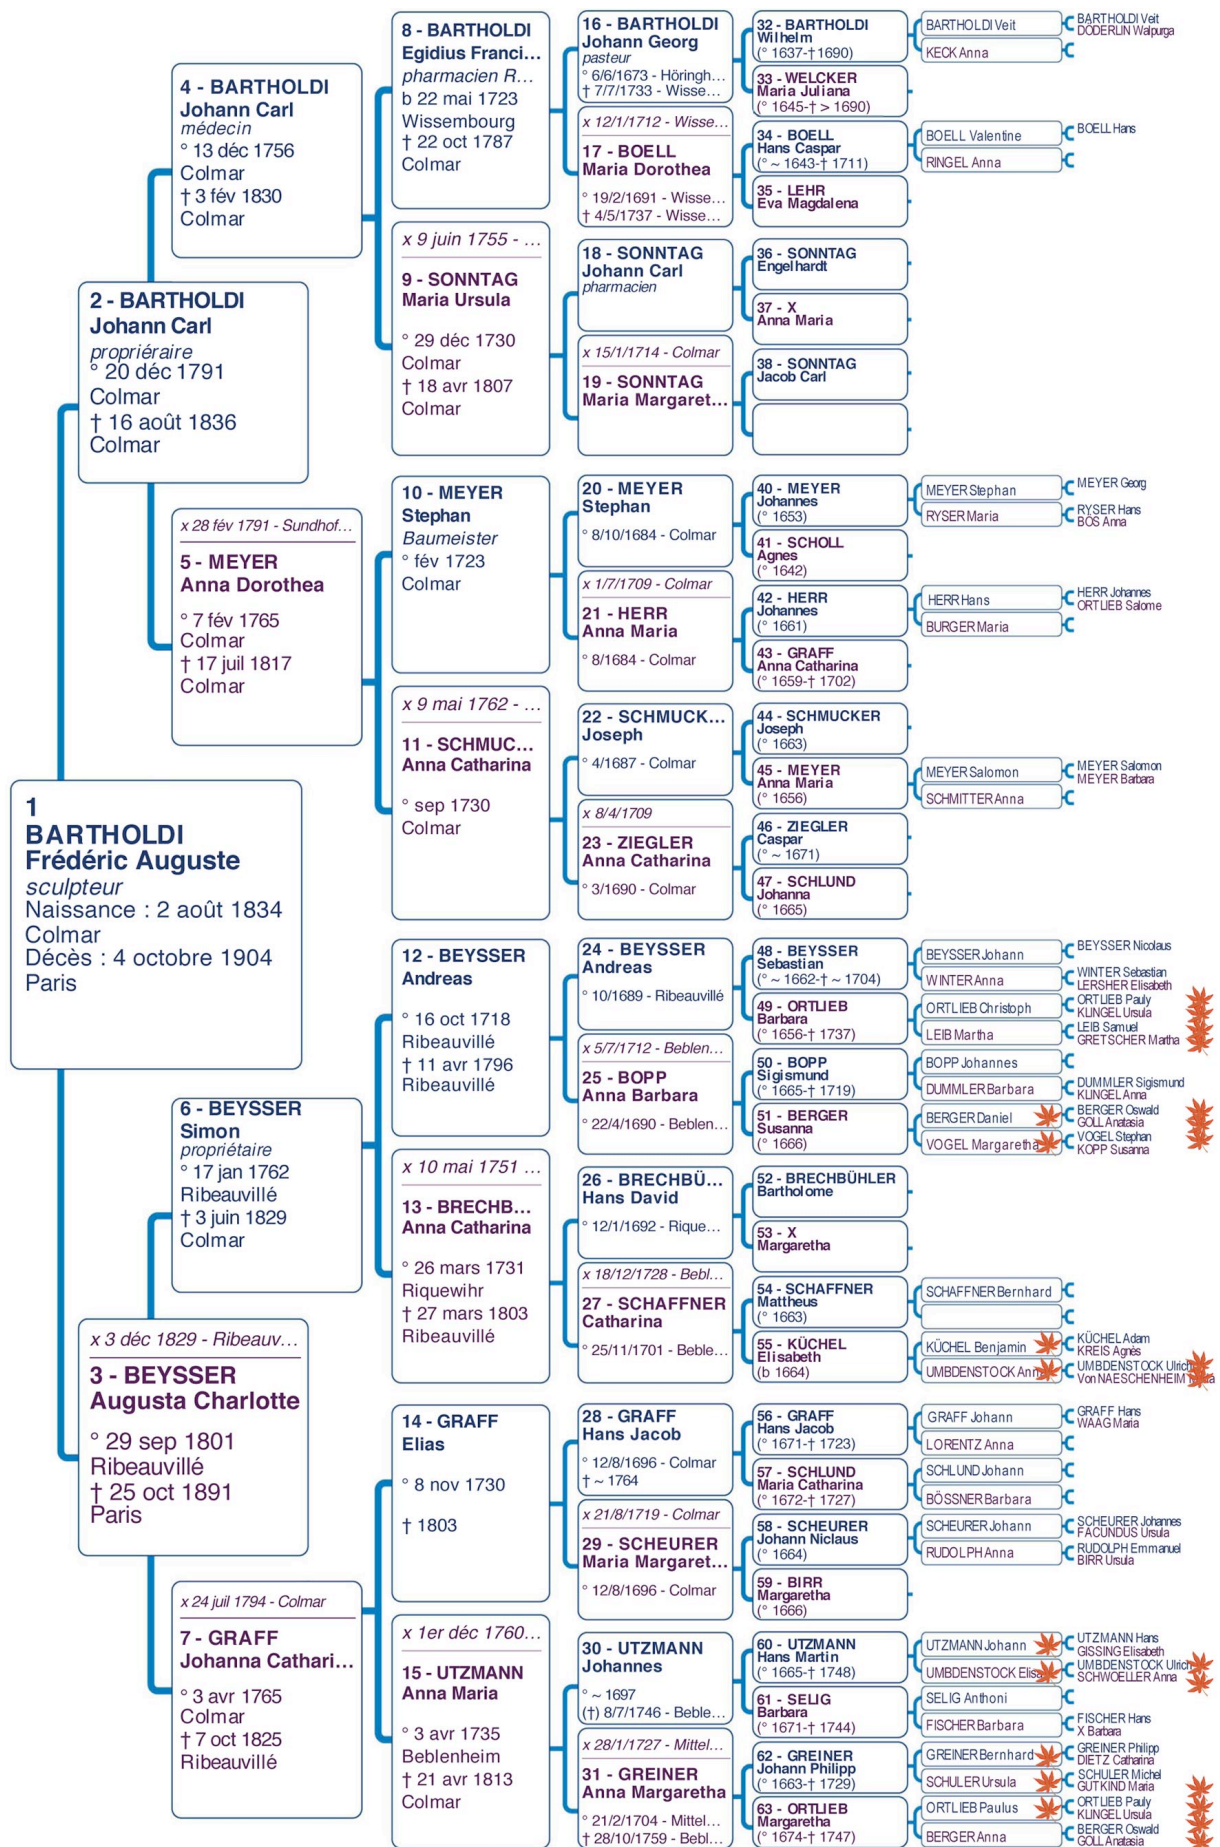 1
BARTHOLDI
Frédéric Auguste
sculpteur
Naissance : 2 août 1834
Colmar
Décès : 4 octobre 1904
Paris
2 - BARTHOLDI
Johann Carl
propriéraire
° 20 déc 1791
Colmar
† 16 août 1836
Colmar
x 3 déc 1829 - Ribeauv...
3 - BEYSSER
Augusta Charlotte
° 29 sep 1801
Ribeauvillé
† 25 oct 1891
Paris
4 - BARTHOLDI
Johann Carl
médecin
° 13 déc 1756
Colmar
† 3 fév 1830
Colmar
x 28 fév 1791 - Sundhof...
5 - MEYER
Anna Dorothea
° 7 fév 1765
Colmar
† 17 juil 1817
Colmar
6 - BEYSSER
Simon
propriétaire
° 17 jan 1762
Ribeauvillé
† 3 juin 1829
Colmar
x 24 juil 1794 - Colmar
7 - GRAFF
Johanna Cathari...
° 3 avr 1765
Colmar
† 7 oct 1825
Ribeauvillé
8 - BARTHOLDI
Egidius Franci...
pharmacien R...
b 22 mai 1723
Wissembourg
† 22 oct 1787
Colmar
x 9 juin 1755 - ...
9 - SONNTAG
Maria Ursula
° 29 déc 1730
Colmar
† 18 avr 1807
Colmar
10 - MEYER
Stephan
Baumeister
° fév 1723
Colmar
x 9 mai 1762 - ...
11 - SCHMUC...
Anna Catharina
° sep 1730
Colmar
12 - BEYSSER
Andreas
° 16 oct 1718
Ribeauvillé
† 11 avr 1796
Ribeauvillé
x 10 mai 1751 ...
13 - BRECHB...
Anna Catharina
° 26 mars 1731
Riquewihr
† 27 mars 1803
Ribeauvillé
14 - GRAFF
Elias
° 8 nov 1730
† 1803
x 1er déc 1760...
15 - UTZMANN
Anna Maria
° 3 avr 1735
Beblenheim
† 21 avr 1813
Colmar
16 - BARTHOLDI
Johann Georg
pasteur
° 6/6/1673 - Höringh...
† 7/7/1733 - Wisse...
x 12/1/1712 - Wisse...
17 - BOELL
Maria Dorothea
° 19/2/1691 - Wisse...
† 4/5/1737 - Wisse...
18 - SONNTAG
Johann Carl
pharmacien
x 15/1/1714 - Colmar
19 - SONNTAG
Maria Margaret...
20 - MEYER
Stephan
° 8/10/1684 - Colmar
x 1/7/1709 - Colmar
21 - HERR
Anna Maria
° 8/1684 - Colmar
22 - SCHMUCK...
Joseph
° 4/1687 - Colmar
x 8/4/1709
23 - ZIEGLER
Anna Catharina
° 3/1690 - Colmar
24 - BEYSSER
Andreas
° 10/1689 - Ribeauvillé
x 5/7/1712 - Beblen...
25 - BOPP
Anna Barbara
° 22/4/1690 - Beblen...
26 - BRECHBÜ...
Hans David
° 12/1/1692 - Rique...
x 18/12/1728 - Bebl...
27 - SCHAFFNER
Catharina
° 25/11/1701 - Beble...
28 - GRAFF
Hans Jacob
° 12/8/1696 - Colmar
† ~ 1764
x 21/8/1719 - Colmar
29 - SCHEURER
Maria Margaret...
° 12/8/1696 - Colmar
30 - UTZMANN
Johannes
° ~ 1697
(†) 8/7/1746 - Beble...
x 28/1/1727 - Mittel...
31 - GREINER
Anna Margaretha
° 21/2/1704 - Mittel...
† 28/10/1759 - Bebl...
32 - BARTHOLDI
Wilhelm
(° 1637-† 1690)
33 - WELCKER
Maria Juliana
(° 1645-† > 1690)
34 - BOELL
Hans Caspar
(° ~ 1643-† 1711)
35 - LEHR
Eva Magdalena
36 - SONNTAG
Engelhardt
37 - X
Anna Maria
38 - SONNTAG
Jacob Carl
40 - MEYER
Johannes
(° 1653)
41 - SCHOLL
Agnes
(° 1642)
42 - HERR
Johannes
(° 1661)
43 - GRAFF
Anna Catharina
(° 1659-† 1702)
44 - SCHMUCKER
Joseph
(° 1663)
45 - MEYER
Anna Maria
(° 1656)
46 - ZIEGLER
Caspar
(° ~ 1671)
47 - SCHLUND
Johanna
(° 1665)
48 - BEYSSER
Sebastian
(° ~ 1662-† ~ 1704)
49 - ORTLIEB
Barbara
(° 1656-† 1737)
50 - BOPP
Sigismund
(° 1665-† 1719)
51 - BERGER
Susanna
(° 1666)
52 - BRECHBÜHLER
Bartholome
53 - X
Margaretha
54 - SCHAFFNER
Mattheus
(° 1663)
55 - KÜCHEL
Elisabeth
(b 1664)
56 - GRAFF
Hans Jacob
(° 1671-† 1723)
57 - SCHLUND
Maria Catharina
(° 1672-† 1727)
58 - SCHEURER
Johann Niclaus
(° 1664)
59 - BIRR
Margaretha
(° 1666)
60 - UTZMANN
Hans Martin
(° 1665-† 1748)
61 - SELIG
Barbara
(° 1671-† 1744)
62 - GREINER
Johann Philipp
(° 1663-† 1729)
63 - ORTLIEB
Margaretha
(° 1674-† 1747)
BARTHOLDI Veit
KECK Anna
BOELL Valentine
RINGEL Anna
MEYER Stephan
RYSER Maria
HERR Hans
BURGER Maria
MEYER Salomon
SCHMITTER Anna
BEYSSER Johann
WINTER Anna
ORTLIEB Christoph
LEIB Martha
BOPP Johannes
DUMMLER Barbara
BERGER Daniel
VOGEL Margaretha
SCHAFFNER Bernhard
KÜCHEL Benjamin
UMBDENSTOCK Ann
GRAFF Johann
LORENTZ Anna
SCHLUND Johann
BÖSSNER Barbara
SCHEURER Johann
RUDOLPH Anna
UTZMANN Johann
UMBDENSTOCK Elisa
SELIG Anthoni
FISCHER Barbara
GREINER Bernhard
SCHULER Ursula
ORTLIEB Paulus
BERGER Anna
BARTHOLDI Veit
DÖDERLIN Walpurga
BOELL Hans
MEYER Georg
RYSER Hans
BOS Anna
HERR Johannes
ORTLIEB Salome
MEYER Salomon
MEYER Barbara
BEYSSER Nicolaus
WINTER Sebastian
LERSHER Elisabeth
ORTLIEB Pauly
KLINGEL Ursula
LEIB Samuel
GRETSCHER Martha
DUMMLER Sigismund
KLINGEL Anna
BERGER Oswald
GOLL Anatasia
VOGEL Stephan
KOPP Susanna
KÜCHEL Adam
KREIS Agnès
UMBDENSTOCK Ulrich
Von NAESCHENHEIM
GRAFF Hans
WAAG Maria
SCHEURER Johannes
FACUNDUS Ursula
RUDOLPH Emmanuel
BIRR Ursula
UTZMANN Hans
GISSING Elisabeth
UMBDENSTOCK Ulrich
SCHWOELLER Anna
FISCHER Hans
X Barbara
GREINER Philipp
DIETZ Catharina
SCHULER Michel
GUTKIND Maria
ORTLIEB Pauly
KLINGEL Ursula
BERGER Oswald
GOLL Anatasia